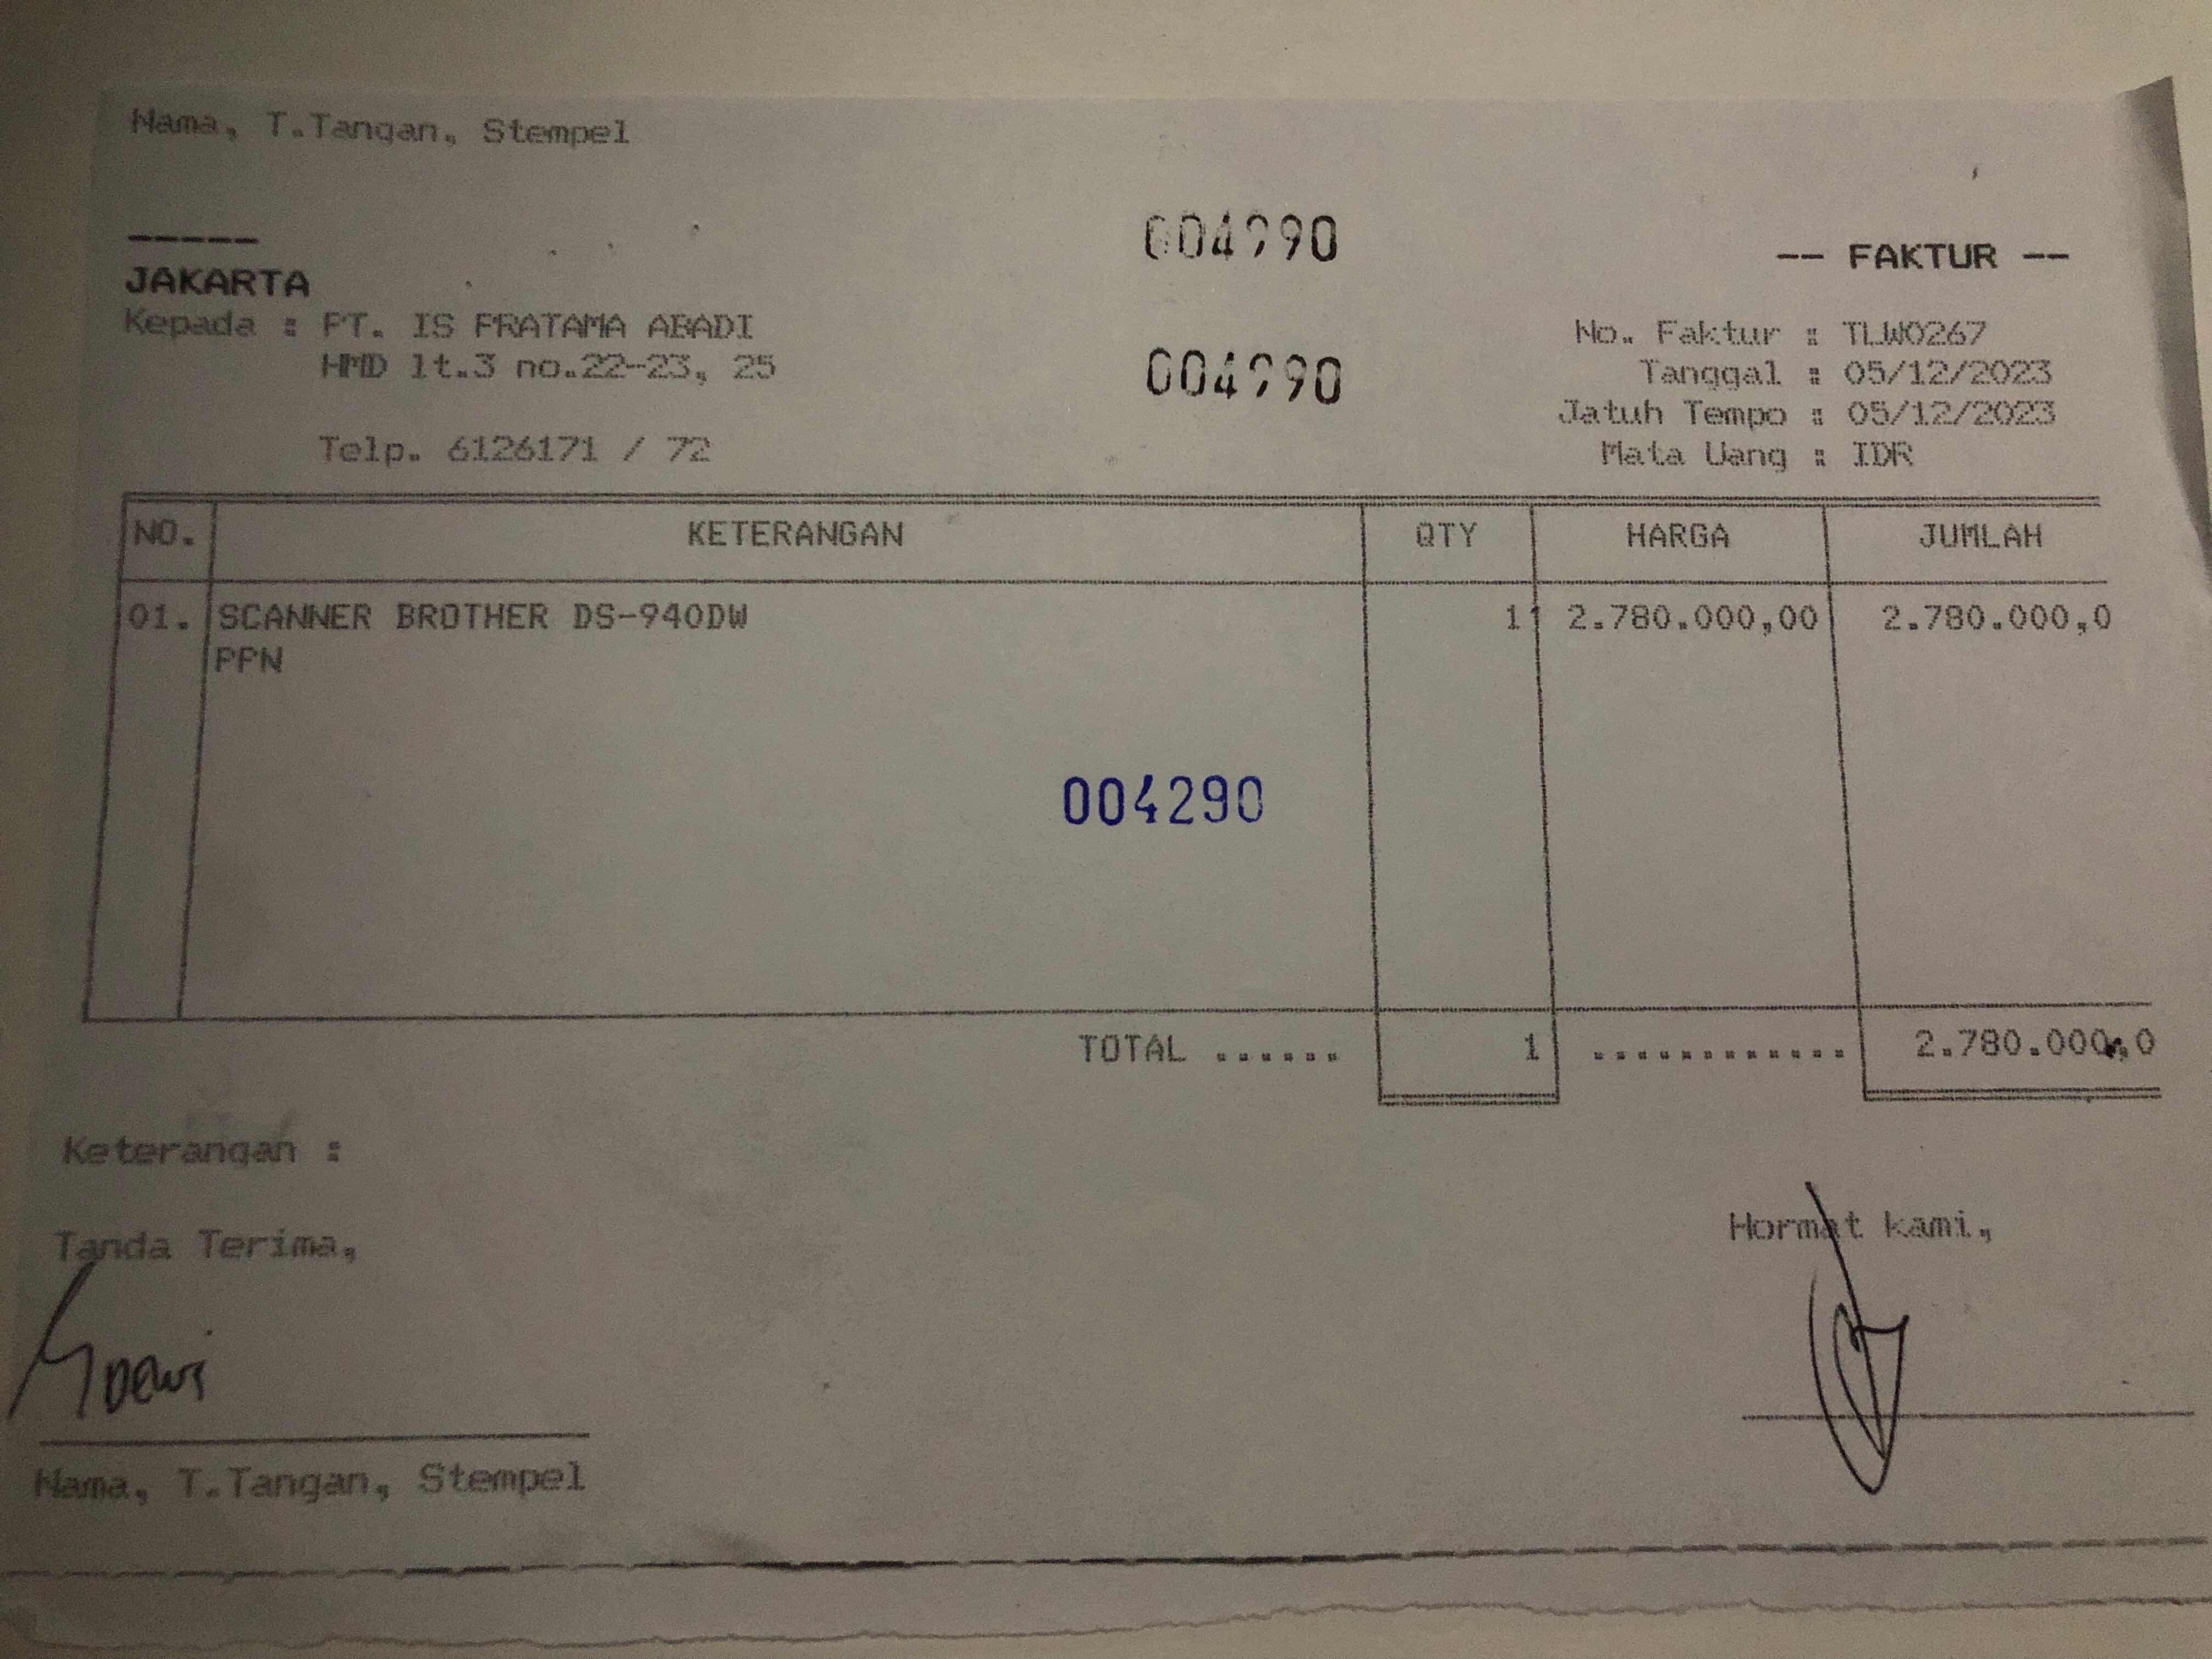 Nama, T.Tangan, Stempel
004290
-- FAKTUR --
JAKARTA
Kepada : PT. IS PRATAMA ABADI
HMD lt.3 no.22-23, 25
Telp. 6126171 / 72
004290
No. Faktur : TLW0267
Tanggal : 05/12/2023
Jatuh Tempo : 05/12/2023
Mata Uang : IDR
NO. KETERANGAN QTY HARGA JUMLAH
01. SCANNER BROTHER DS-940DW 1 2.780.000,00 2.780.000,0
PPN
004290
TOTAL ...... 1 ............ 2.780.000,0
Keterangan :
Tanda Terima,
Hormat kami,
Dewi
Nama, T.Tangan, Stempel